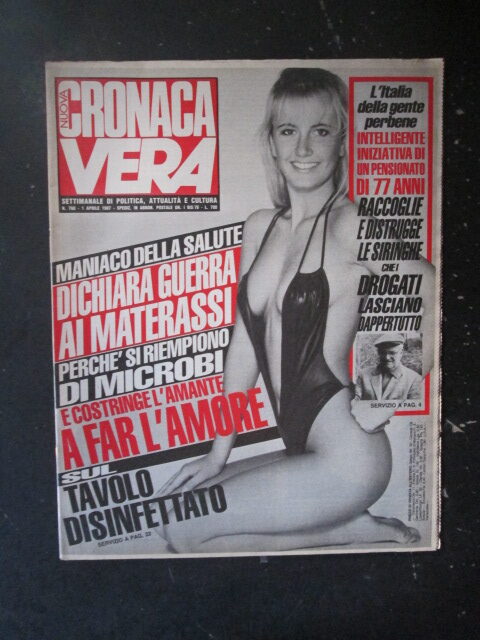 NUOVA
CRONACA
VERA
SETTIMANALE DI POLITICA, ATTUALITÀ E CULTURA
MANIACO DELLA SALUTE
DICHIARA GUERRA
AI MATERASSI
PERCHE' SI RIEMPIONO
DI MICROBI
E COSTRINGE L'AMANTE
A FAR L'AMORE
SUL
TAVOLO
DISINFETTATO
SERVIZIO A PAG. 22
L'Italia
della gente
perbene
INTELLIGENTE
INIZIATIVA DI
UN PENSIONATO
DI 77 ANNI
RACCOGLIE
E DISTRUGGE
LE SIRINGHE
CHE I
DROGATI
LASCIANO
DAPPERTUTTO
SERVIZIO A PAG. 4